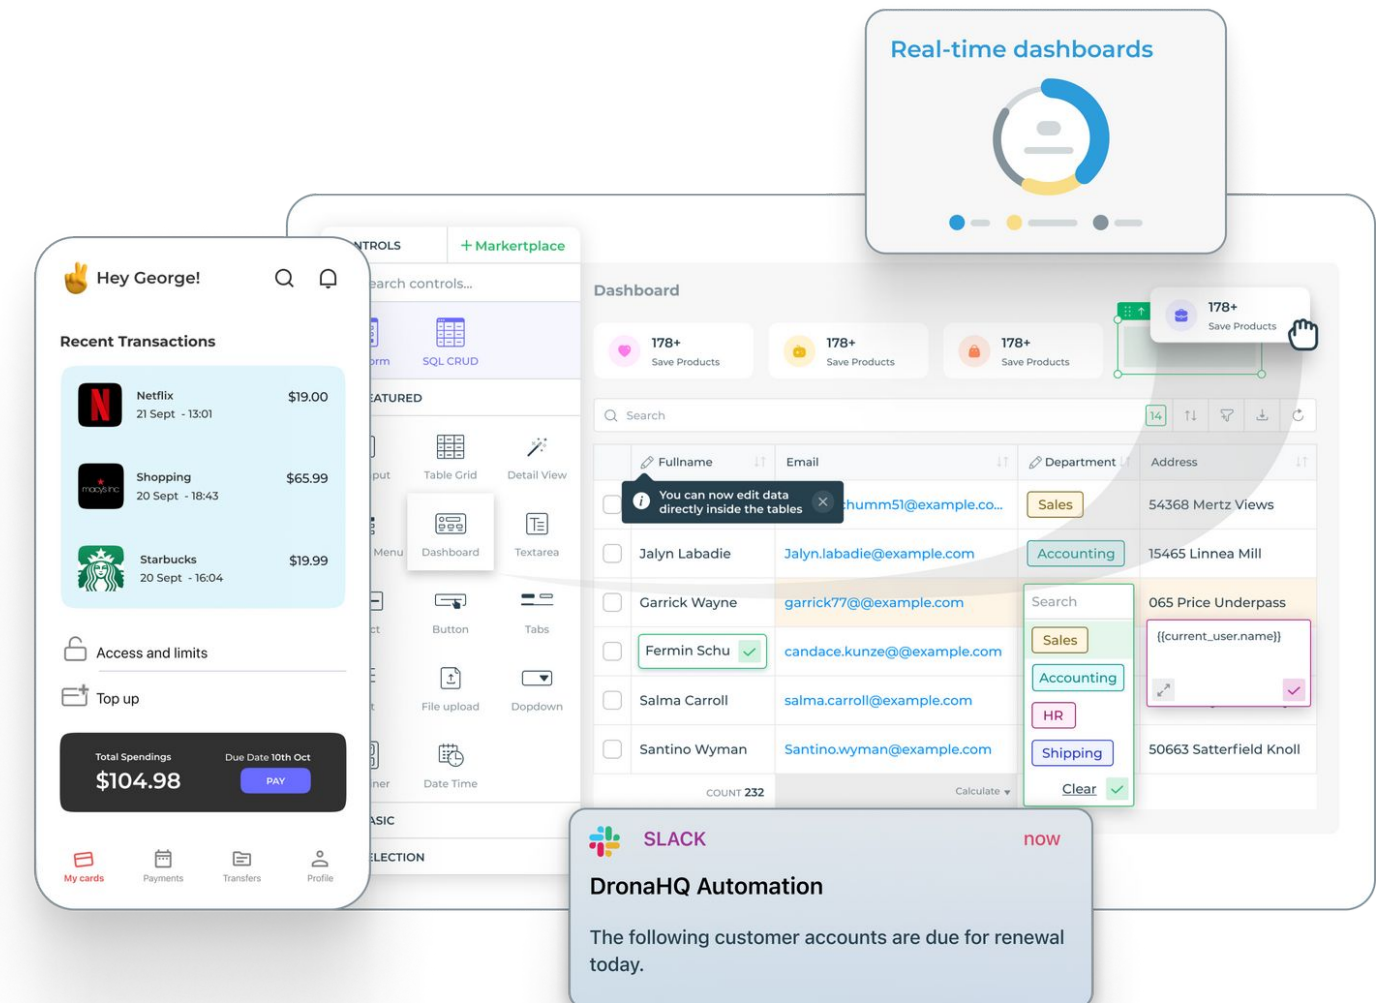 Real-time dashboards
Hey George!
Recent Transactions
Netflix
21 Sept - 13:01
$19.00
macy's inc
Shopping
20 Sept - 18:43
$65.99
Starbucks
20 Sept - 16:04
$19.99
Access and limits
Top up
Total Spendings
$104.98
Due Date 10th Oct
PAY
My cards
Payments
Transfers
Profile
NTROLS
+ Markertplace
earch controls...
orm
SQL CRUD
EATURED
put
Table Grid
Detail View
Menu
Dashboard
Textarea
ct
Button
Tabs
t
File upload
Dopdown
ner
Date Time
ASIC
LECTION
Dashboard
178+
Save Products
178+
Save Products
178+
Save Products
178+
Save Products
Search
14
Fullname
Email
Department
Address
You can now edit data
directly inside the tables
humm51@example.co...
Sales
54368 Mertz Views
Jalyn Labadie
Jalyn.labadie@example.com
Accounting
15465 Linnea Mill
Garrick Wayne
garrick77@@example.com
Search
065 Price Underpass
Fermin Schu
candace.kunze@@example.com
Sales
{{current_user.name}}
Accounting
Salma Carroll
salma.carroll@example.com
HR
Santino Wyman
Santino.wyman@example.com
Shipping
50663 Satterfield Knoll
COUNT 232
Calculate
Clear
SLACK
now
DronaHQ Automation
The following customer accounts are due for renewal
today.